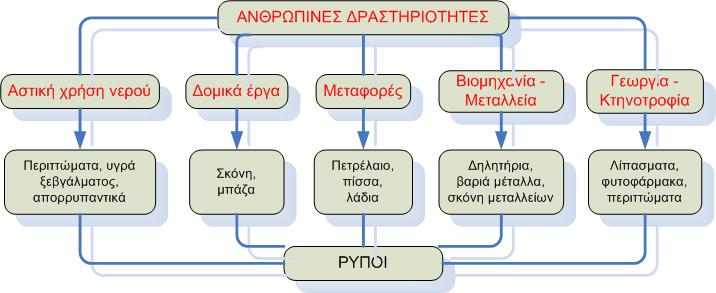 ΑΝΘΡΩΠΙΝΕΣ ΔΡΑΣΤΗΡΙΟΤΗΤΕΣ
Αστική χρήση νερού
Δομικά έργα
Μεταφορές
Βιομηχανία -
Μεταλλεία
Γεωργία -
Κτηνοτροφία
Περιττώματα, υγρά
ξεβγάλματος,
απορρυπαντικά
Σκόνη,
μπάζα
Πετρέλαιο,
πίσσα,
λάδια
Δηλητήρια,
βαριά μέταλλα,
σκόνη μεταλλείων
Λίπασματα,
φυτοφάρμακα,
περιττώματα
ΡΥΠΟΙ